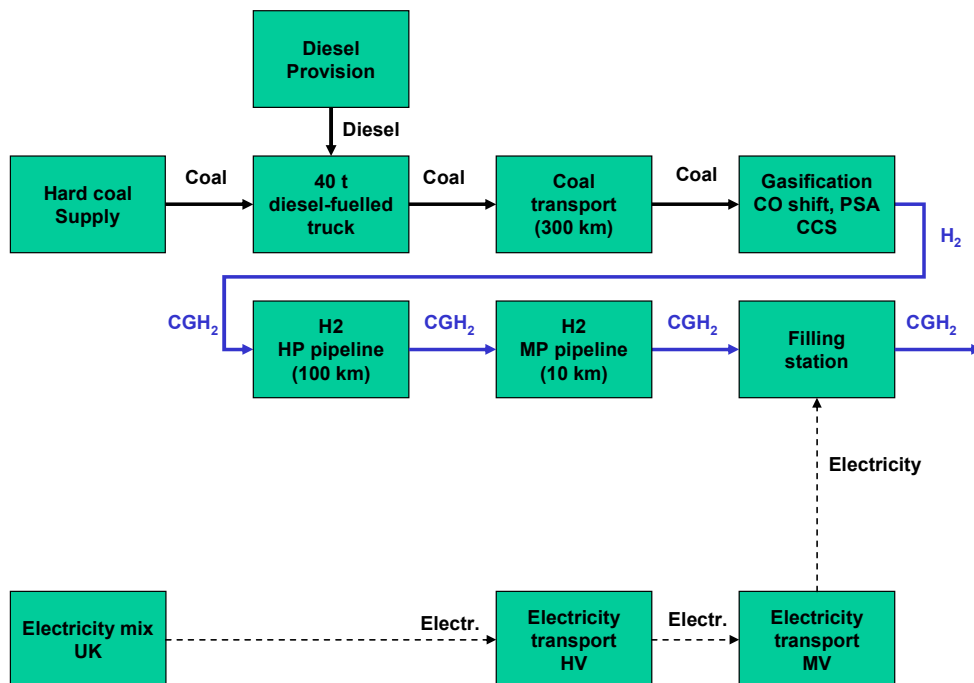 Diesel
Provision
Diesel
Hard coal
Supply
Coal
40 t
diesel-fuelled
truck
Coal
Coal
transport
(300 km)
Coal
Gasification
CO shift, PSA
CCS
H₂
CGH₂
H2
HP pipeline
(100 km)
CGH₂
H2
MP pipeline
(10 km)
CGH₂
Filling
station
CGH₂
Electricity
Electricity mix
UK
Electr.
Electricity
transport
HV
Electr.
Electricity
transport
MV